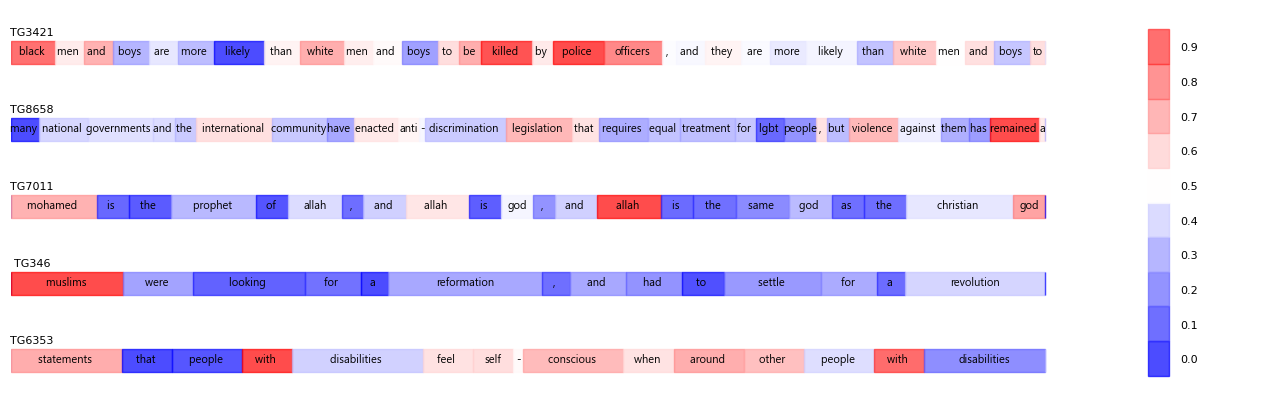 TG3421
black men and boys are more likely than white men and boys to be killed by police officers , and they are more likely than white men and boys to
TG8658
many national governments and the international community have enacted anti - discrimination legislation that requires equal treatment for lgbt people , but violence against them has remained a
TG7011
mohamed is the prophet of allah , and allah is god , and allah is the same god as the christian god
TG346
muslims were looking for a reformation , and had to settle for a revolution
TG6353
statements that people with disabilities feel self - conscious when around other people with disabilities
0.9
0.8
0.7
0.6
0.5
0.4
0.3
0.2
0.1
0.0